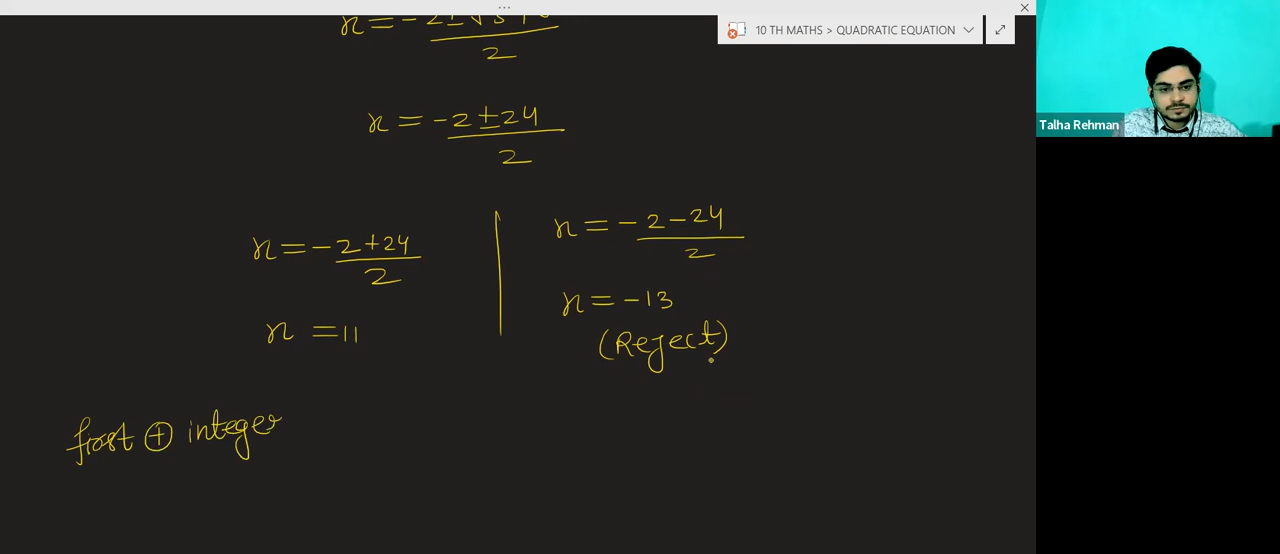 10 TH MATHS > QUADRATIC EQUATION
Talha Rehman
x = -2 ± 24
2
x = -2+24
2
x = 11
x = -2-24
2
x = -13
(Reject)
first ⊕ integer